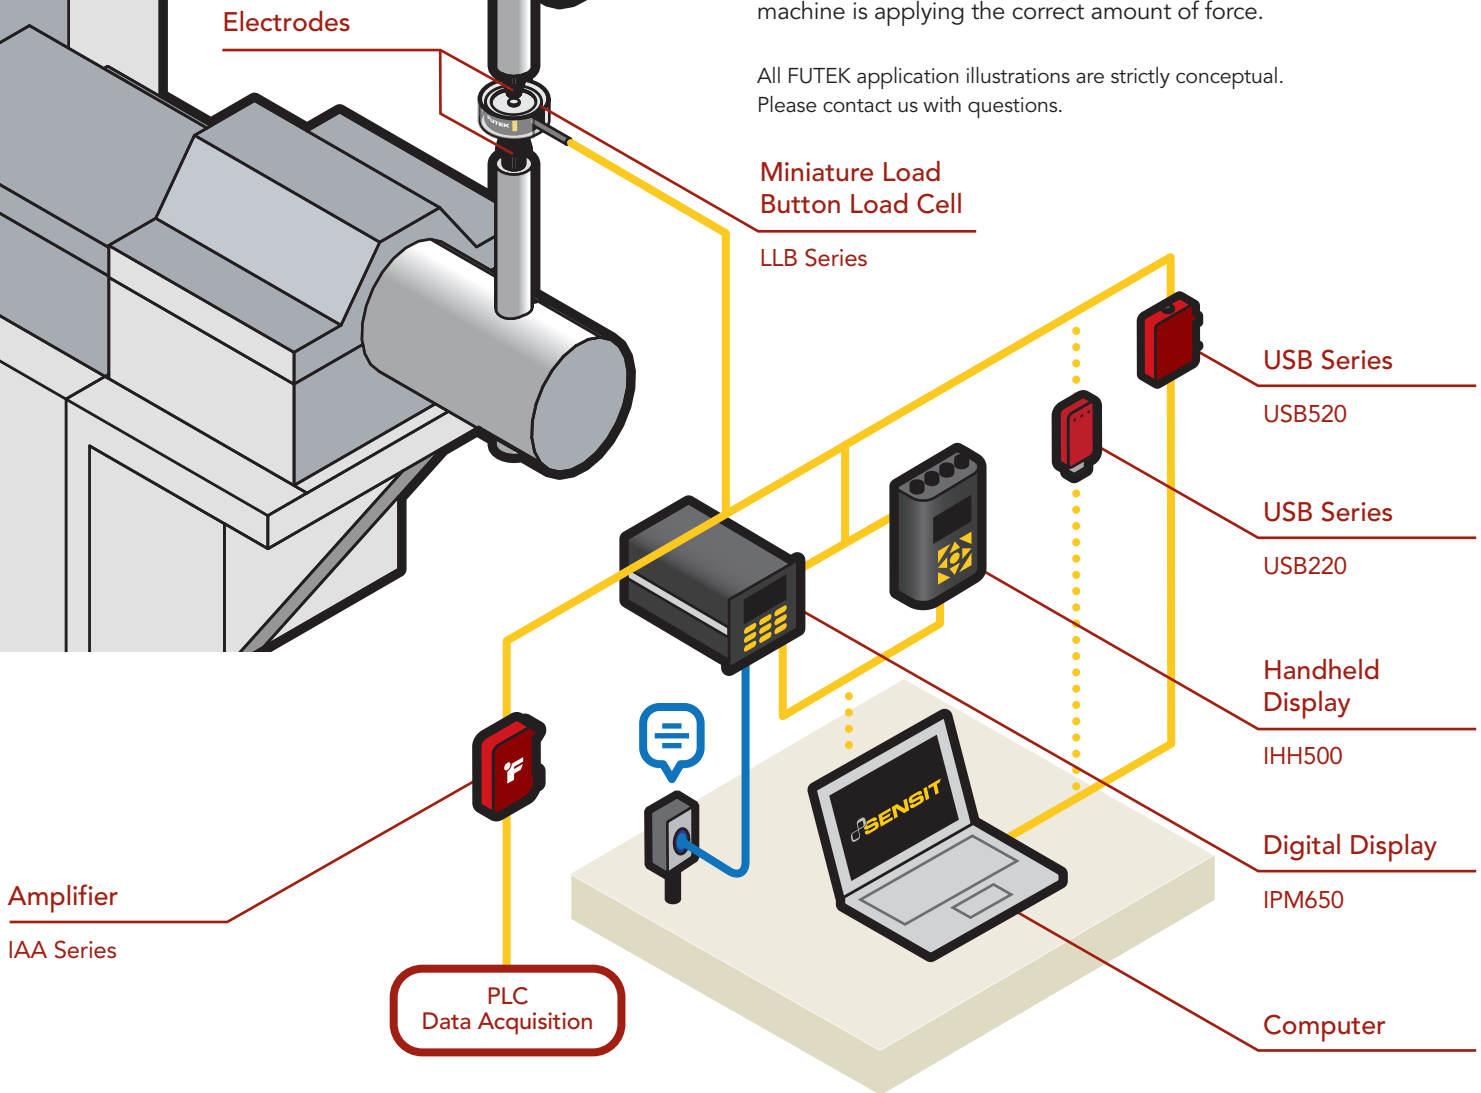 machine is applying the correct amount of force.
Electrodes
All FUTEK application illustrations are strictly conceptual.
Please contact us with questions.
FUTEK
Miniature Load
Button Load Cell
LLB Series
USB Series
USB520
USB Series
USB220
Handheld
Display
IHH500
SENSIT
Digital Display
IPM650
Amplifier
IAA Series
PLC
Data Acquisition
Computer